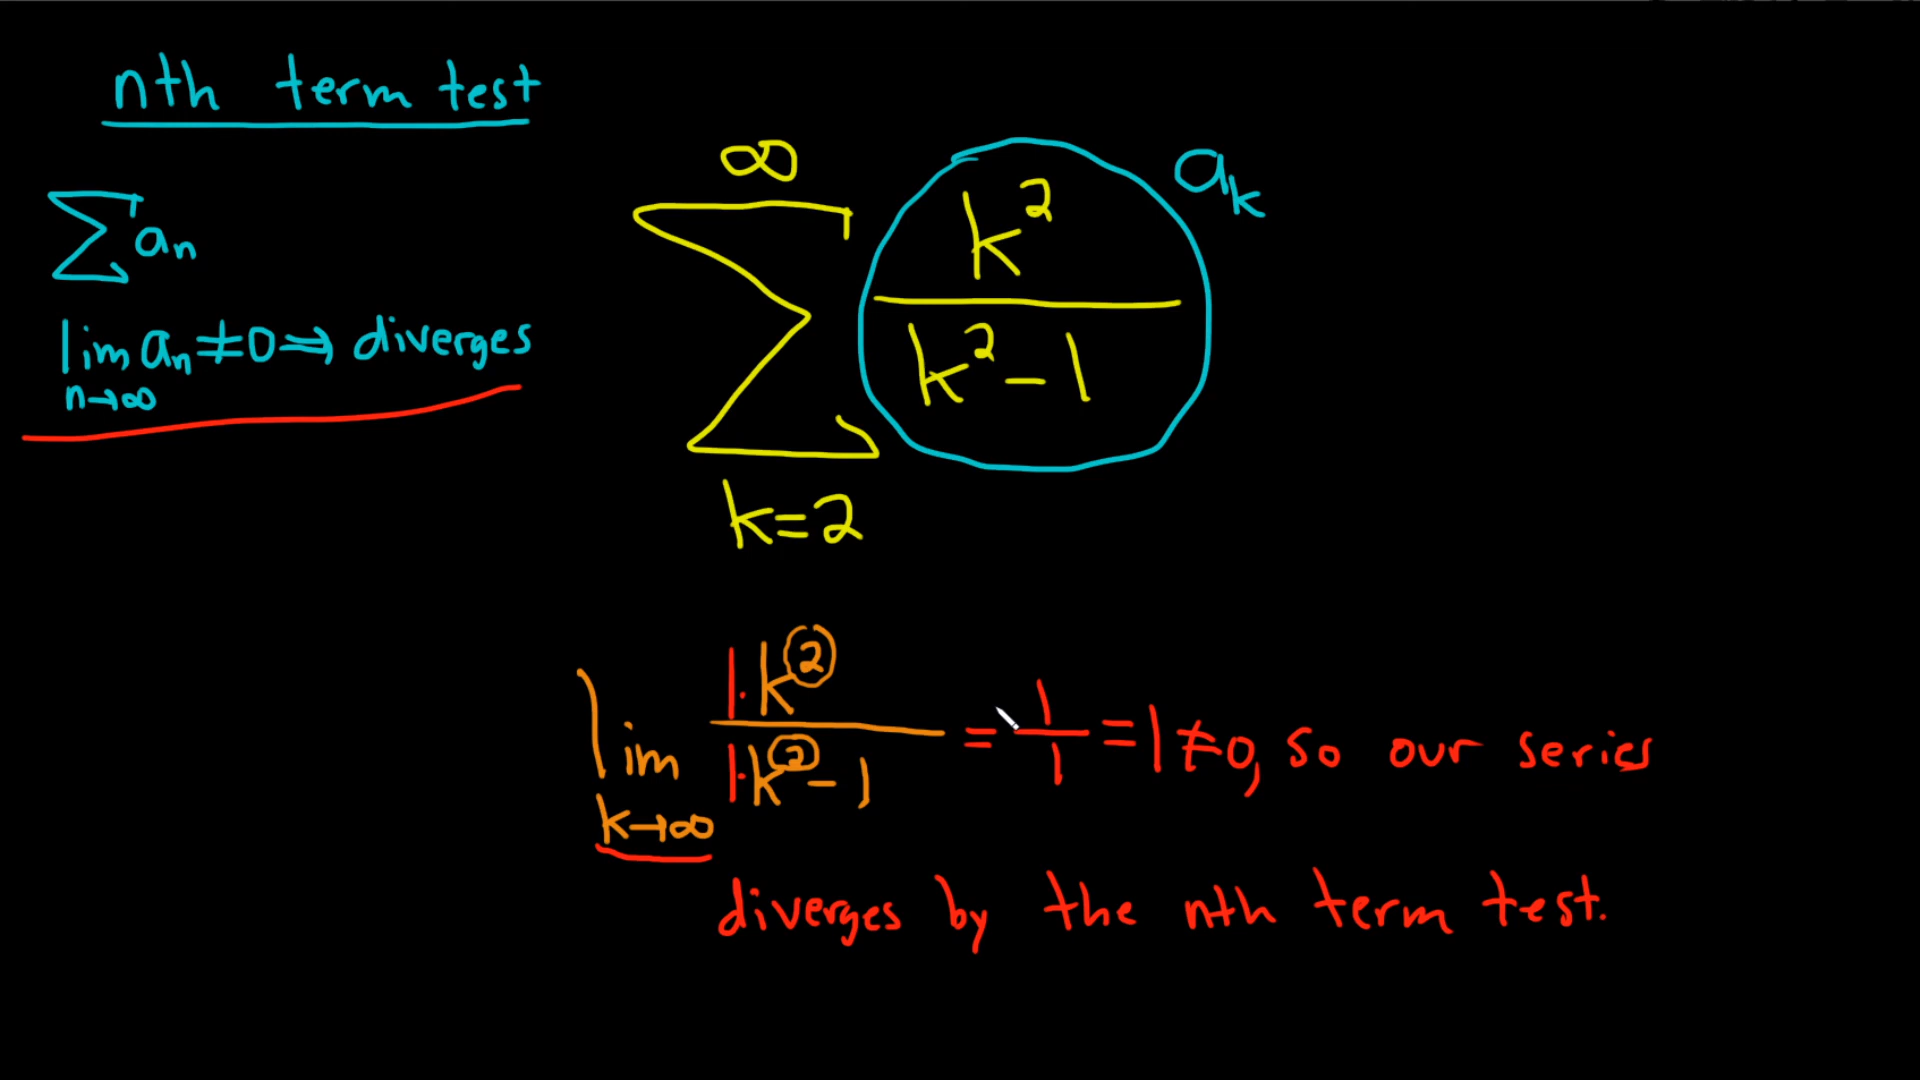 nth term test
∑ aₙ
lim aₙ ≠ 0 ⇒ diverges
n→∞
∞
∑ k² / (k² - 1)
aₖ
k=2
lim 1·k² / (1·k² - 1) = 1/1 = 1 ≠ 0, so our series
k→∞
diverges by the nth term test.